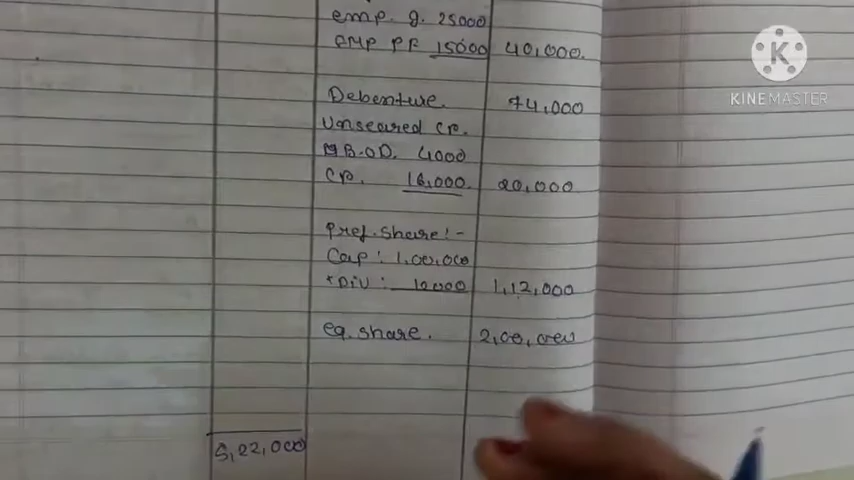 emp. g. 25000
EMP PF 15000 40,000.
KINEMASTER
Debenture. 74,000
Unsecured cr.
B.OD. 4000
Cr. 16,000. 20,000
Pref. share:-
Cap: 1,00,000
+Div: 12000 1,12,000
eq. share. 2,00,000
5,22,000